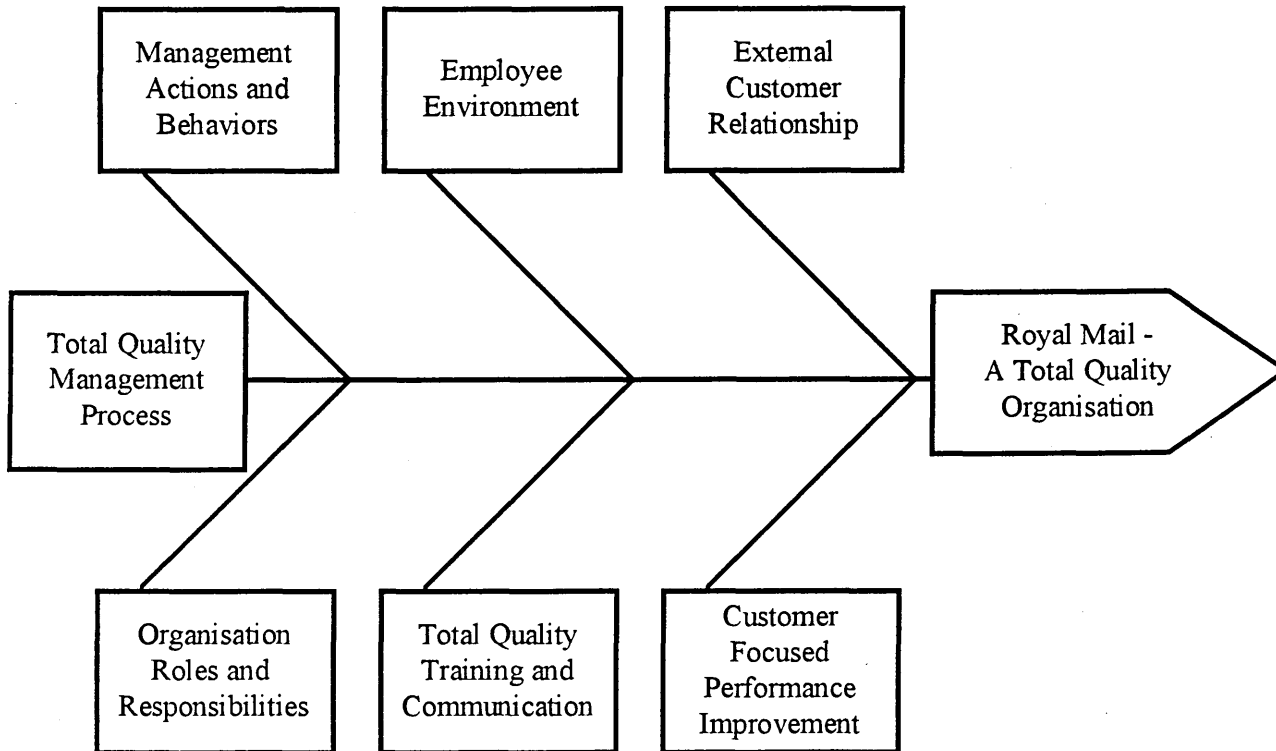 Management
Actions and
Behaviors
Employee
Environment
External
Customer
Relationship
Total Quality
Management
Process
Royal Mail -
A Total Quality
Organisation
Organisation
Roles and
Responsibilities
Total Quality
Training and
Communication
Customer
Focused
Performance
Improvement